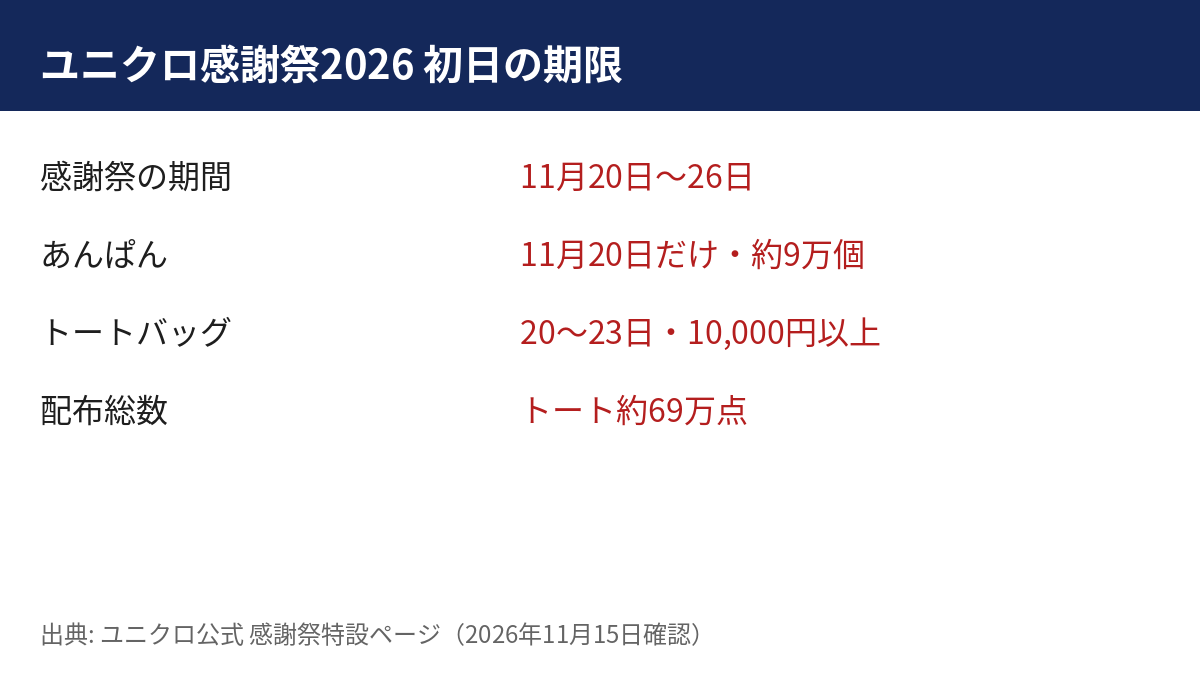 ユニクロ感謝祭2026 初日の期限
感謝祭の期間 11月20日〜26日
あんぱん 11月20日だけ・約9万個
トートバッグ 20〜23日・10,000円以上
配布総数 トート約69万点
出典: ユニクロ公式 感謝祭特設ページ（2026年11月15日確認）